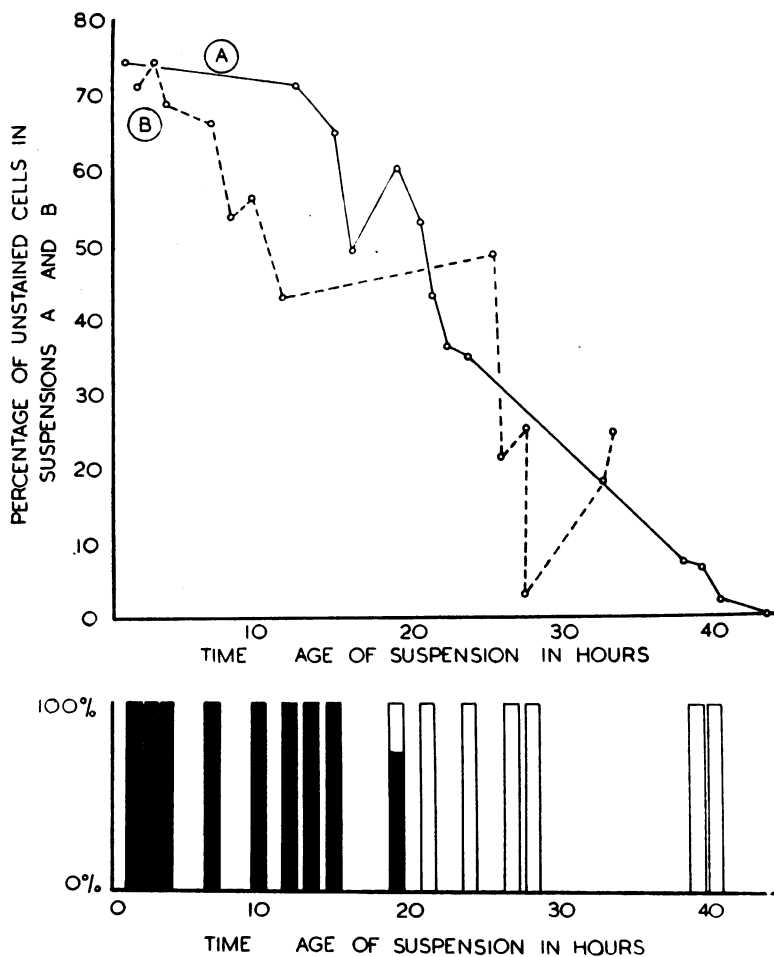 80
70
60
50
40
30
20
10
0
PERCENTAGE OF UNSTAINED CELLS IN
SUSPENSIONS A AND B
A
B
10 20 30 40
TIME AGE OF SUSPENSION IN HOURS
100%
0%
0 10 20 30 40
TIME AGE OF SUSPENSION IN HOURS